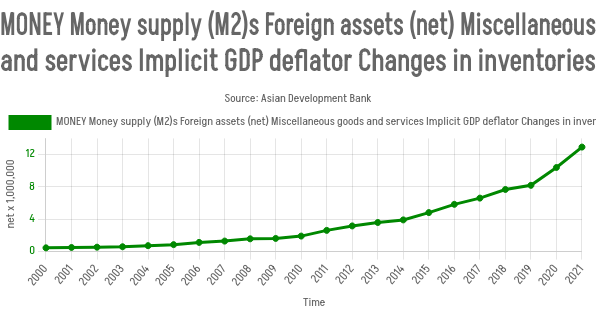 MONEY Money supply (M2)s Foreign assets (net) Miscellaneous
and services Implicit GDP deflator Changes in inventories
Source: Asian Development Bank
MONEY Money supply (M2)s Foreign assets (net) Miscellaneous goods and services Implicit GDP deflator Changes in inver
net x 1,000,000
12
8
4
0
2000 2001 2002 2003 2004 2005 2006 2007 2008 2009 2010 2011 2012 2013 2014 2015 2016 2017 2018 2019 2020 2021
Time